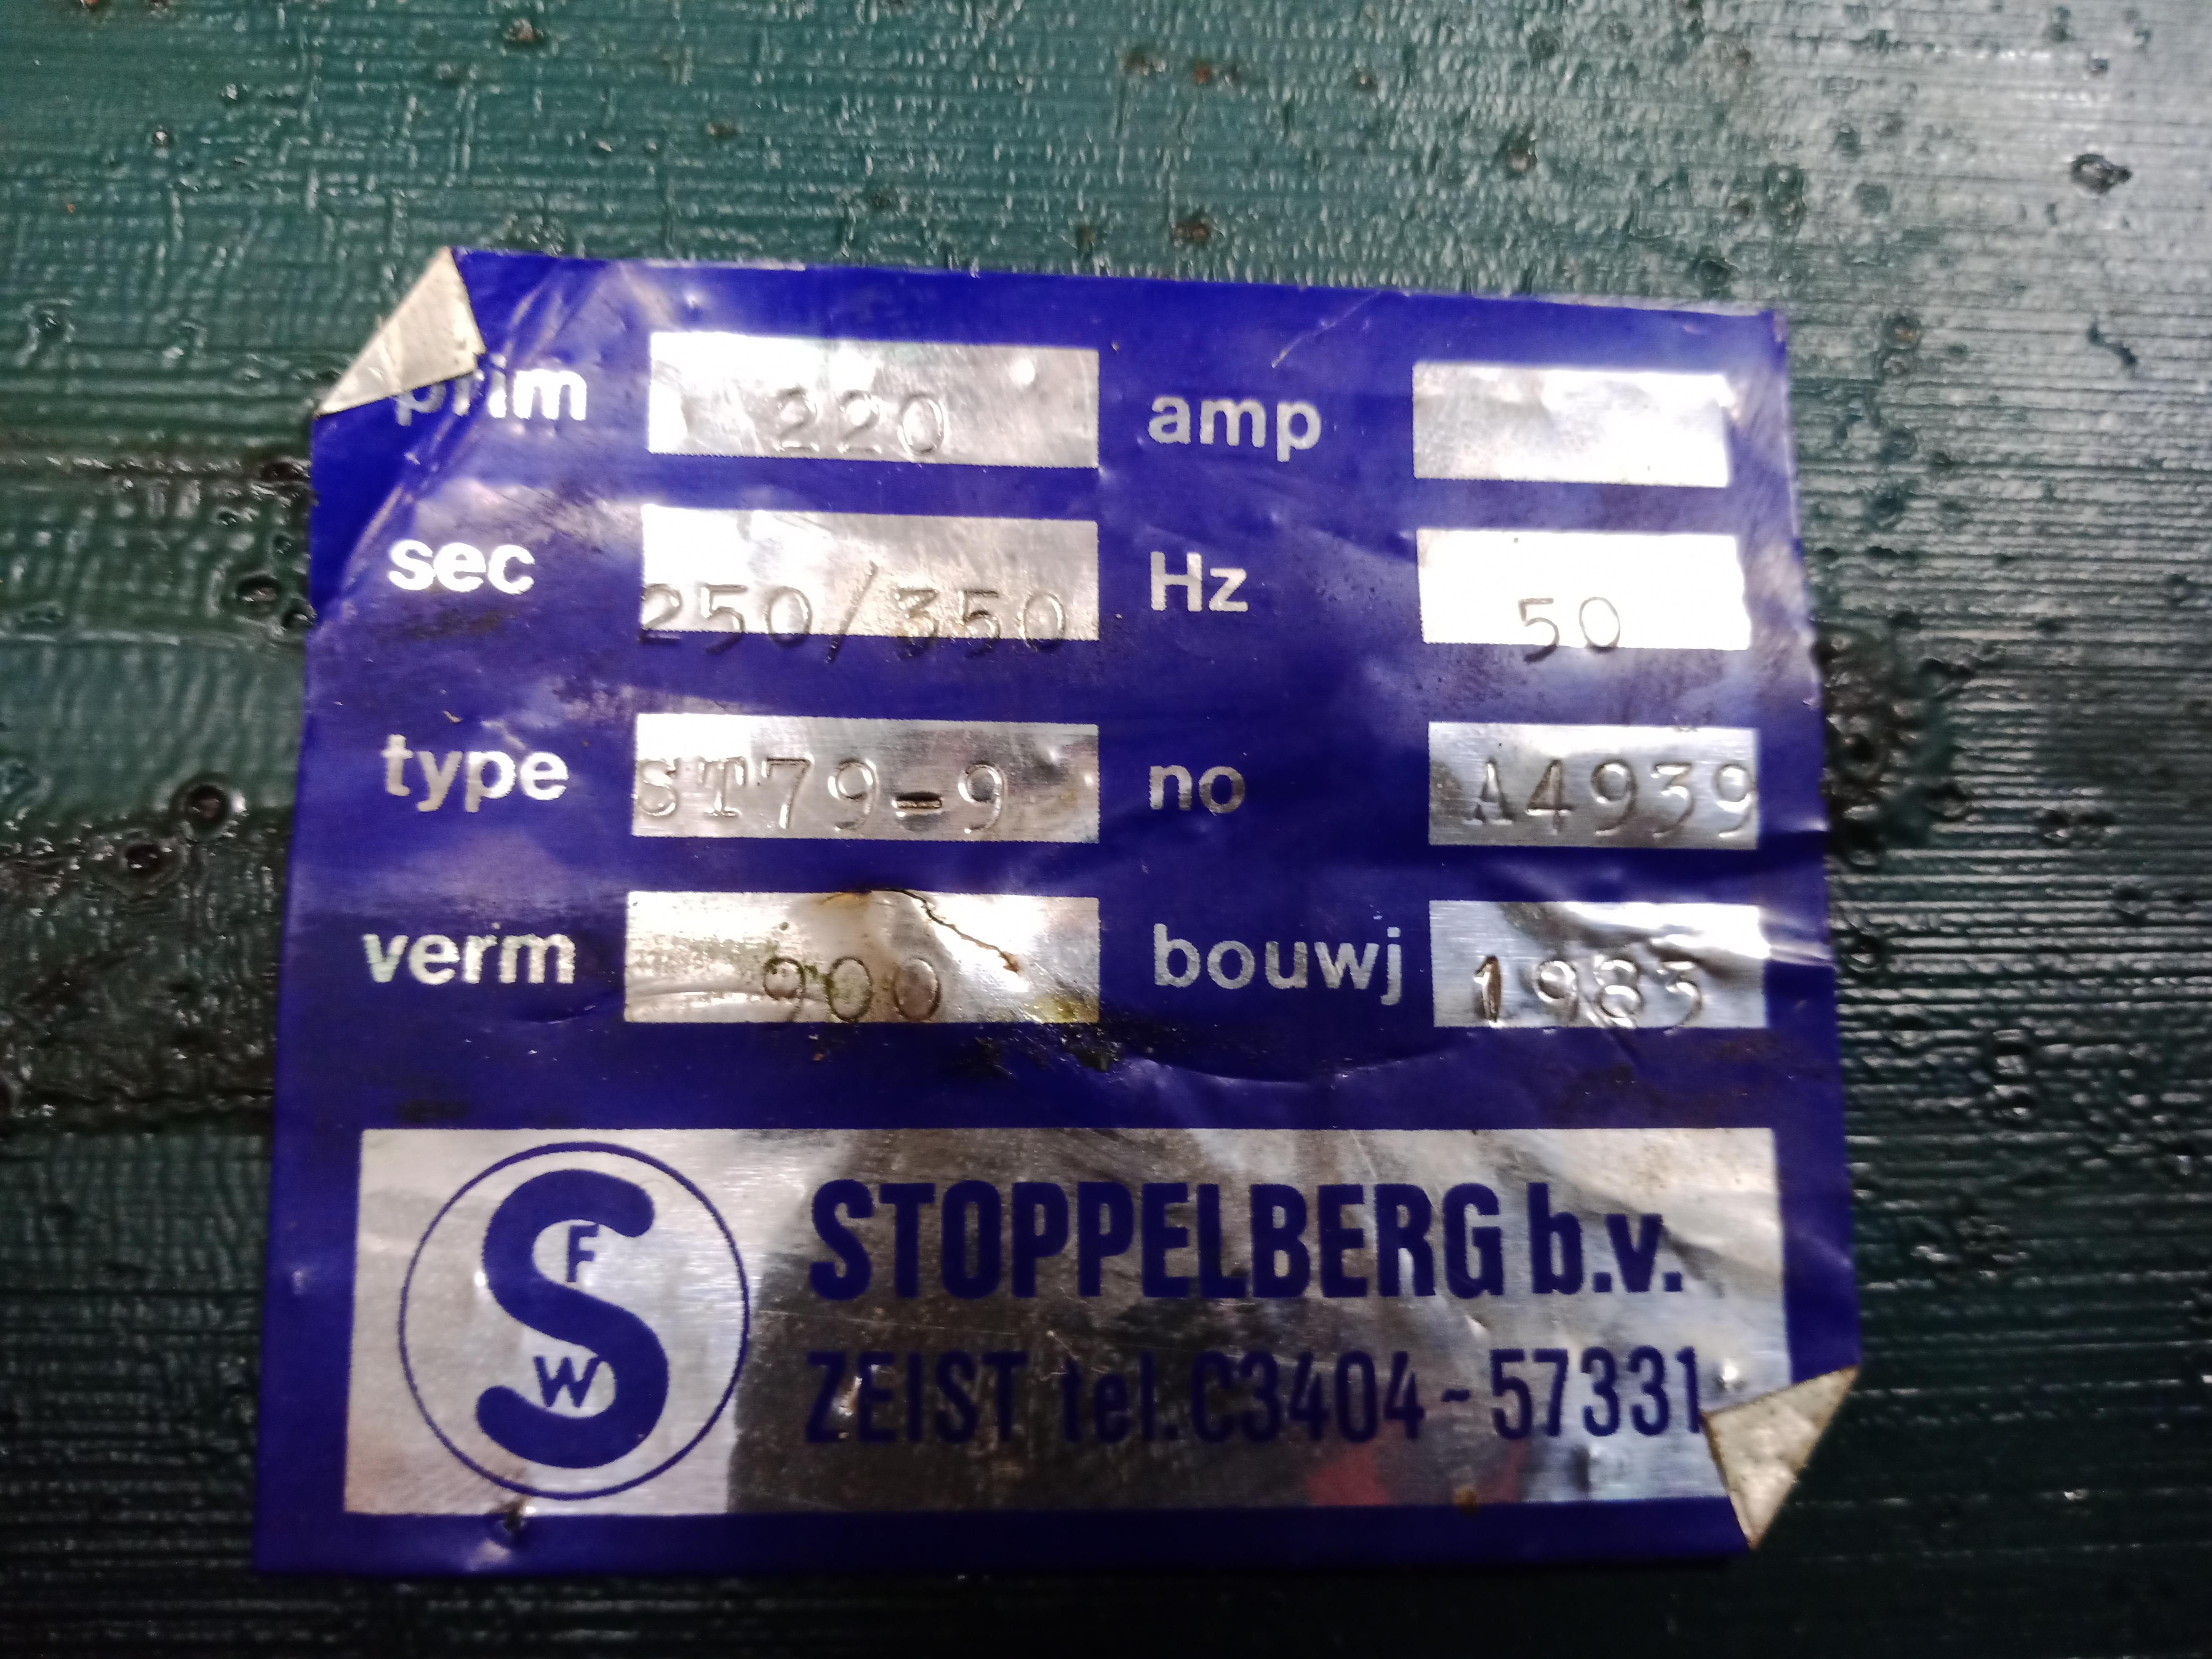 prim 220 amp
sec 250/350 Hz 50
type ST79-9 no A4939
verm 900 bouwj 1983
S F W
STOPPELBERG b.v.
ZEIST tel. C3404-57331